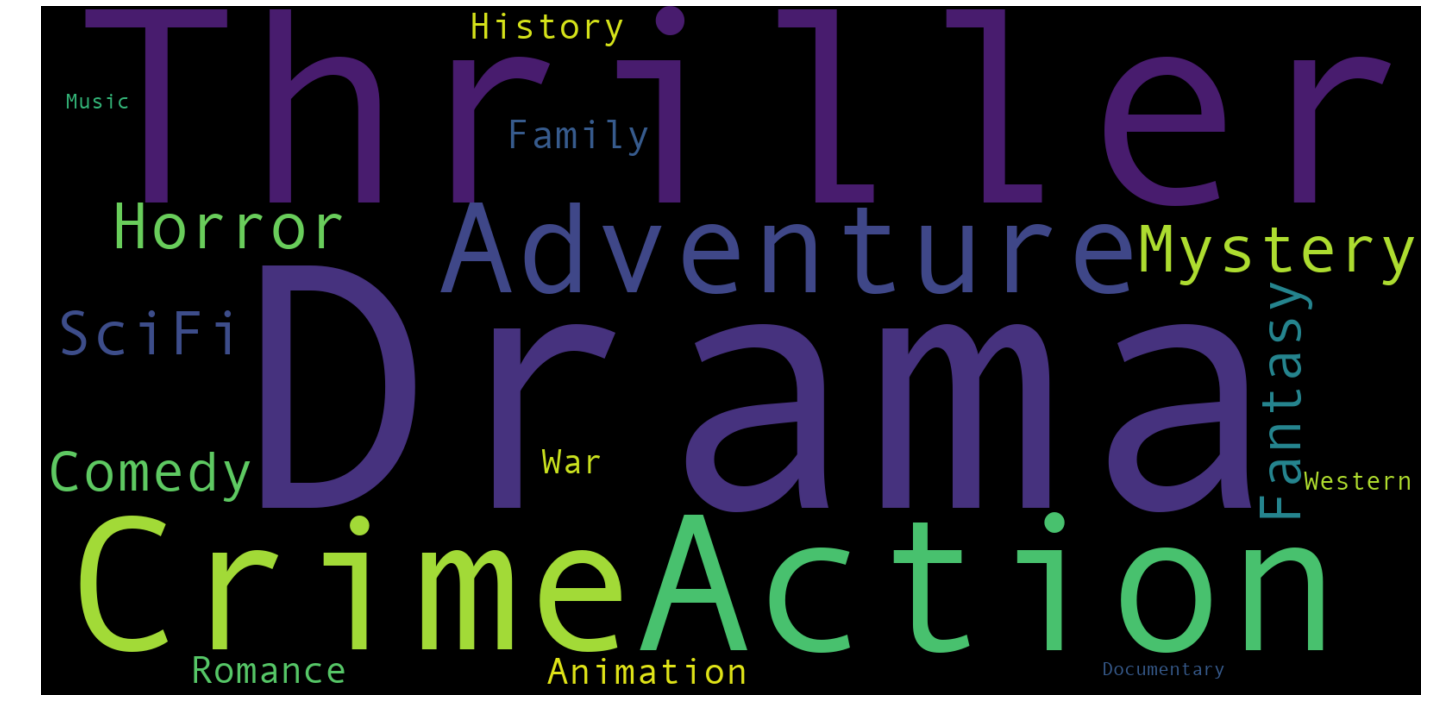 Thriller
History
Music
Family
Horror
Adventure
Mystery
SciFi
Drama
Fantasy
Comedy
War
Western
Crime
Action
Romance
Animation
Documentary